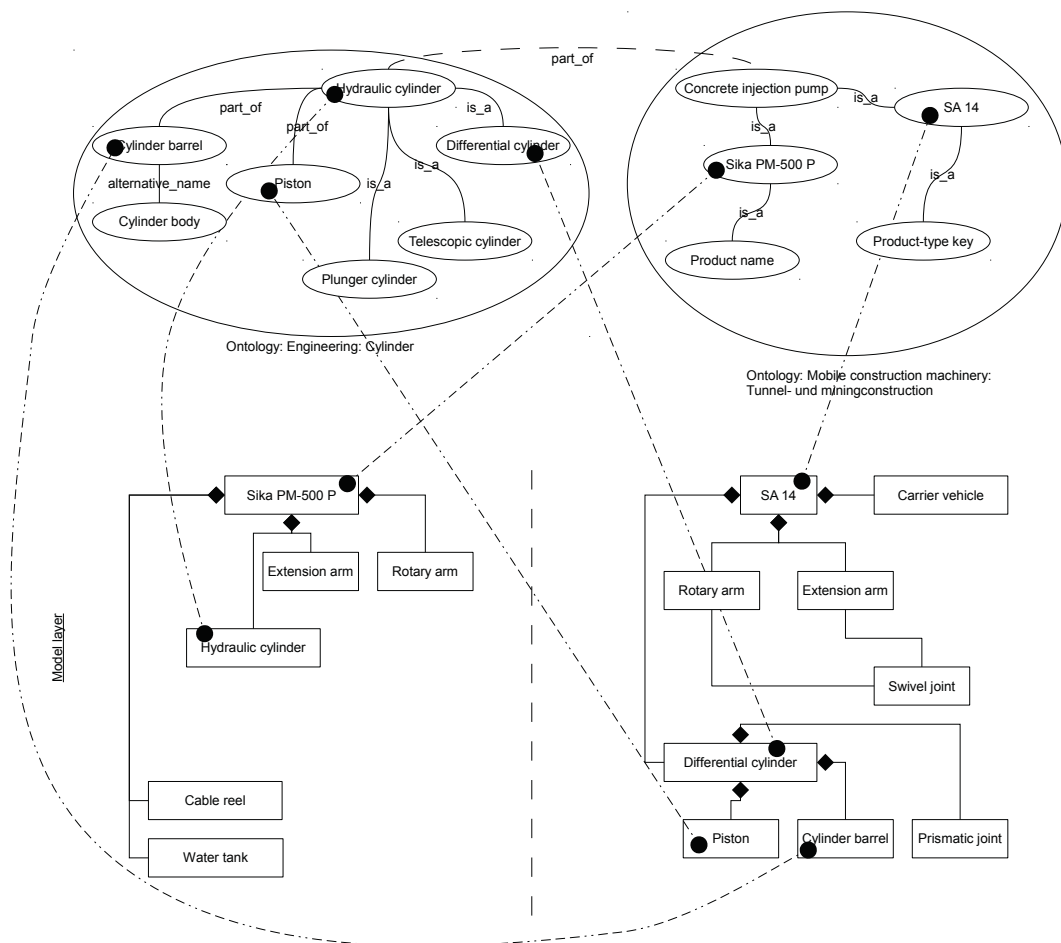 part_of
Hydraulic cylinder
Concrete injection pump
part_of
is_a
is_a
SA 14
part_of
is_a
Cylinder barrel
Differential cylinder
Sika PM-500 P
is_a
alternative_name
Piston
is_a
is_a
is_a
Cylinder body
Telescopic cylinder
Product-type key
Product name
Plunger cylinder
Ontology: Engineering: Cylinder
Ontology: Mobile construction machinery:
Tunnel- und miningconstruction
Sika PM-500 P
SA 14
Carrier vehicle
Extension arm
Rotary arm
Rotary arm
Extension arm
Model layer
Hydraulic cylinder
Swivel joint
Differential cylinder
Cable reel
Piston
Cylinder barrel
Prismatic joint
Water tank